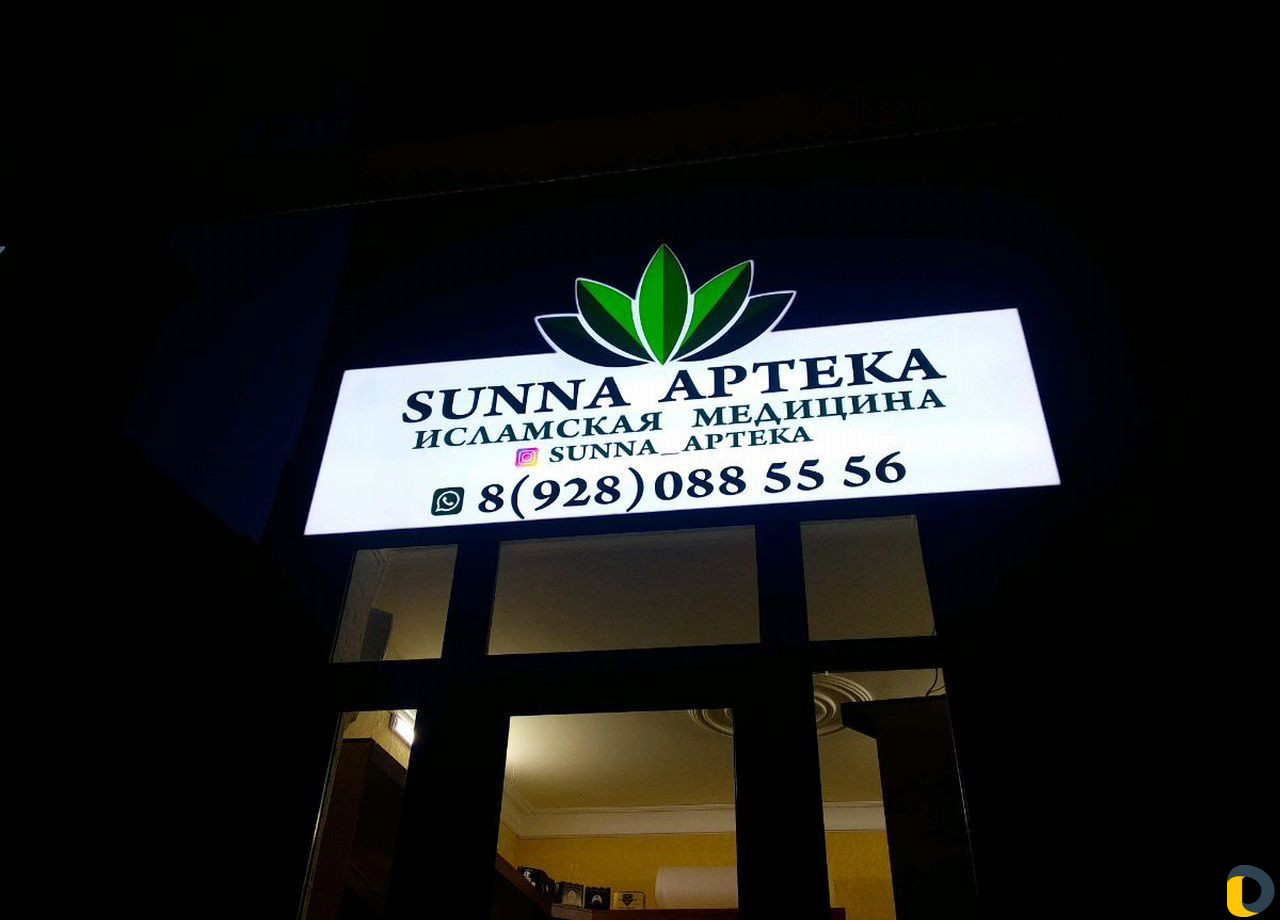 SUNNA АРТЕКА
ИСЛАМСКАЯ МЕДИЦИНА
SUNNA_APTEKA
8(928)088 55 56